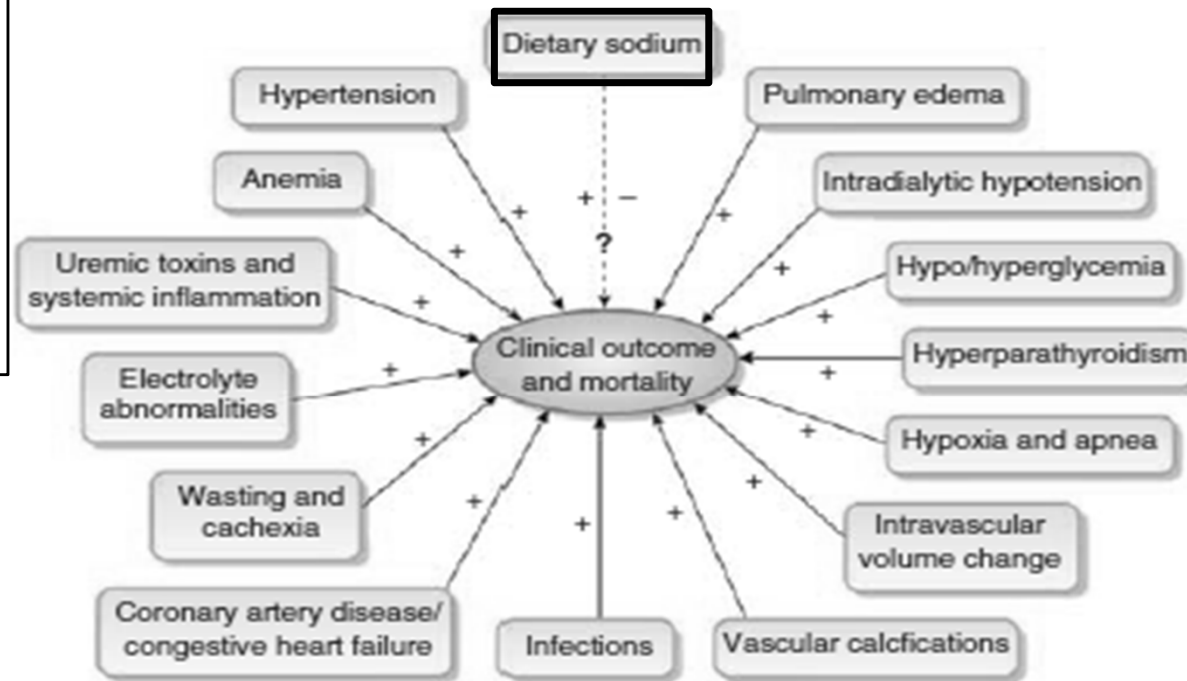 Dietary sodium
Hypertension
Pulmonary edema
Anemia
Intradialytic hypotension
+ −
+
+
?
+
+
Uremic toxins and
systemic inflammation
Hypo/hyperglycemia
+
+
Clinical outcome
and mortality
Hyperparathyroidism
Electrolyte
abnormalities
+
+
+
+
Hypoxia and apnea
Wasting and
cachexia
+
+
+
+
Intravascular
volume change
Coronary artery disease/
congestive heart failure
Infections
Vascular calcfications